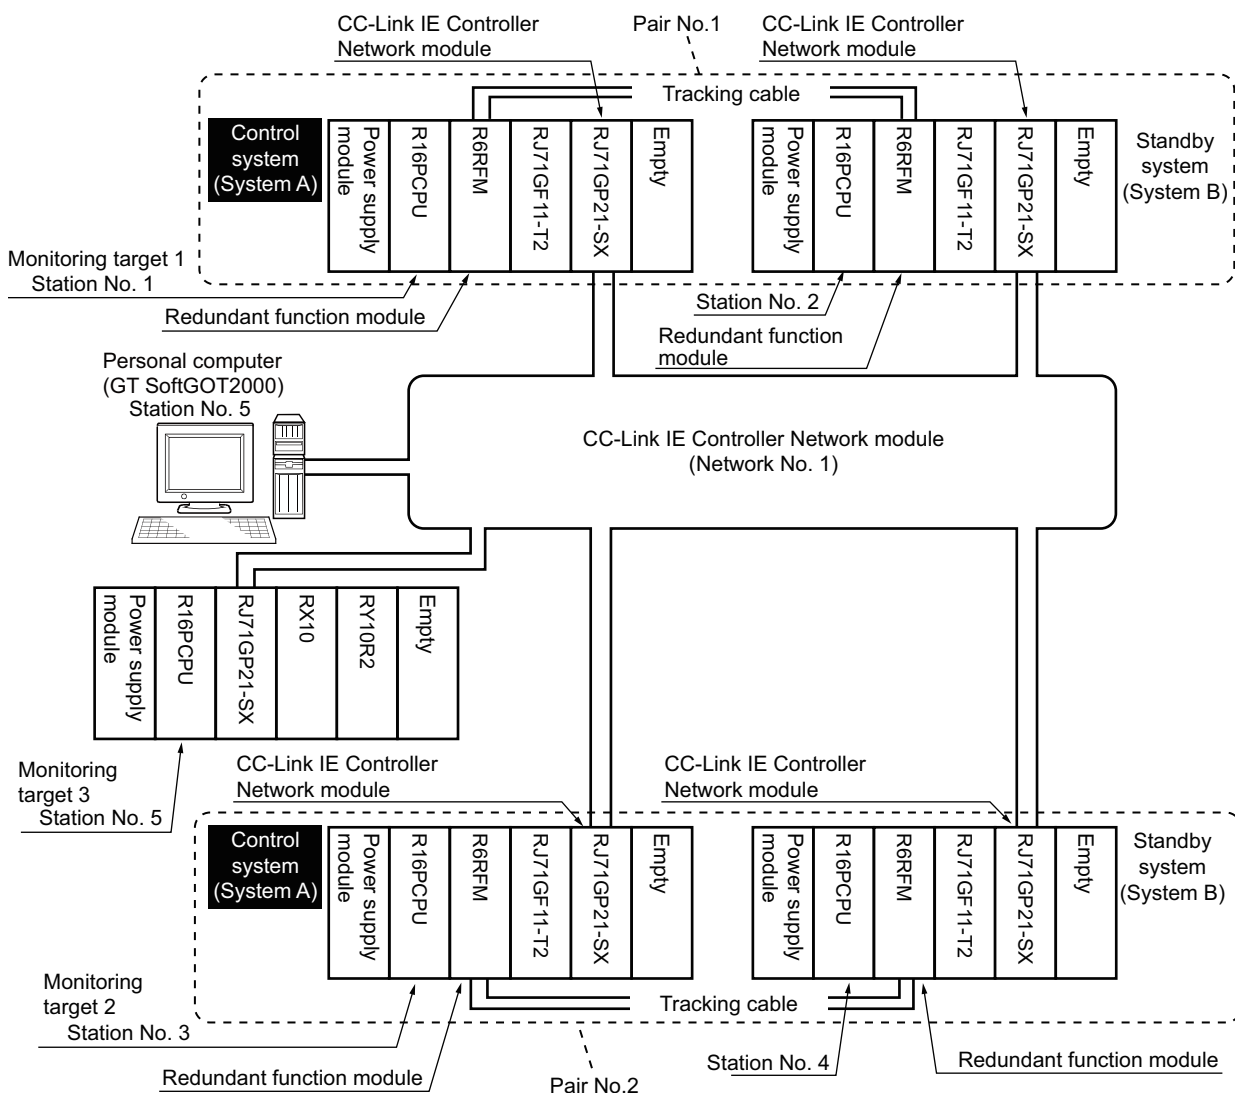 CC-Link IE Controller
Network module
Pair No.1
CC-Link IE Controller
Network module
Tracking cable
Control
system
(System A)
Power supply
module
R16PCPU
R6RFM
RJ71GF11-T2
RJ71GP21-SX
Empty
Power supply
module
R16PCPU
R6RFM
RJ71GF11-T2
RJ71GP21-SX
Empty
Standby
system
(System B)
Monitoring target 1
Station No. 1
Redundant function module
Station No. 2
Redundant function
module
Personal computer
(GT SoftGOT2000)
Station No. 5
CC-Link IE Controller Network module
(Network No. 1)
Power supply
module
R16PCPU
RJ71GP21-SX
RX10
RY10R2
Empty
Monitoring
target 3
Station No. 5
CC-Link IE Controller
Network module
CC-Link IE Controller
Network module
Control
system
(System A)
Power supply
module
R16PCPU
R6RFM
RJ71GF11-T2
RJ71GP21-SX
Empty
Power supply
module
R16PCPU
R6RFM
RJ71GF11-T2
RJ71GP21-SX
Empty
Standby
system
(System B)
Monitoring
target 2
Station No. 3
Tracking cable
Redundant function module
Pair No.2
Station No. 4
Redundant function module